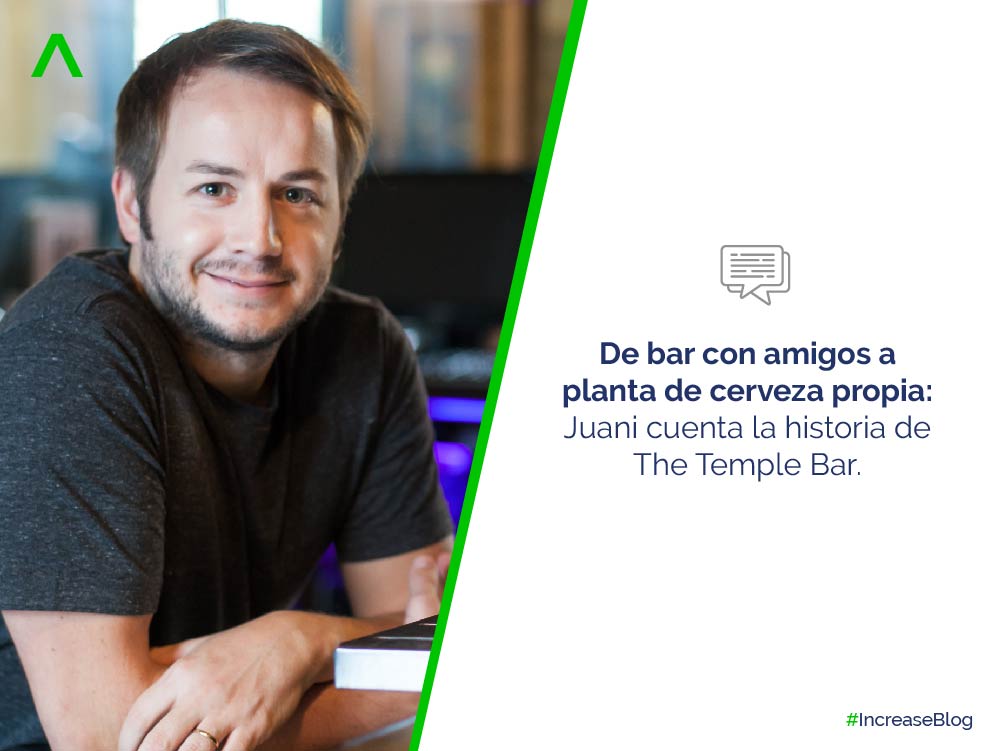 De bar con amigos a
planta de cerveza propia:
Juani cuenta la historia de
The Temple Bar.
#IncreaseBlog